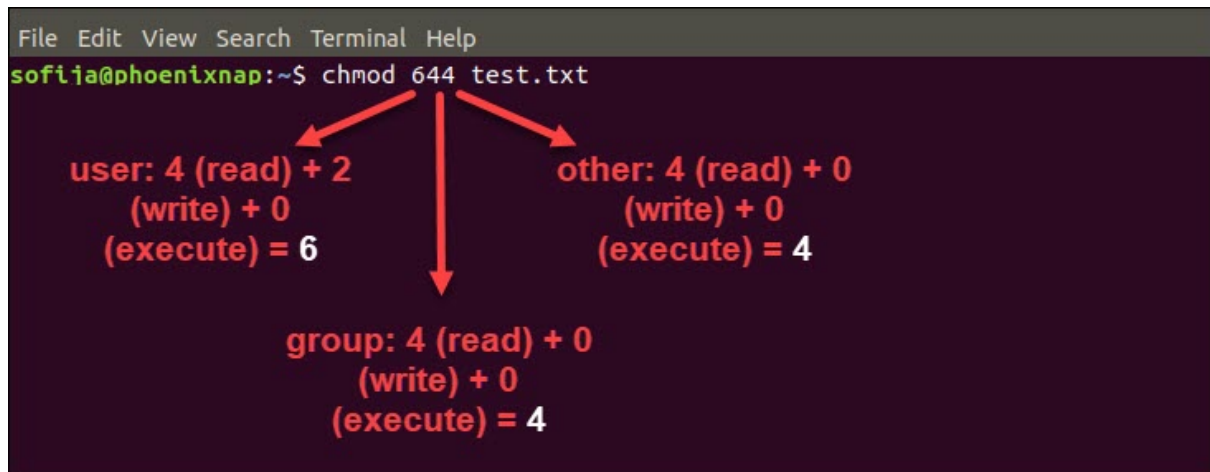 File Edit View Search Terminal Help
sofija@phoenixnap:~$ chmod 644 test.txt
user: 4 (read) + 2
(write) + 0
(execute) = 6
other: 4 (read) + 0
(write) + 0
(execute) = 4
group: 4 (read) + 0
(write) + 0
(execute) = 4